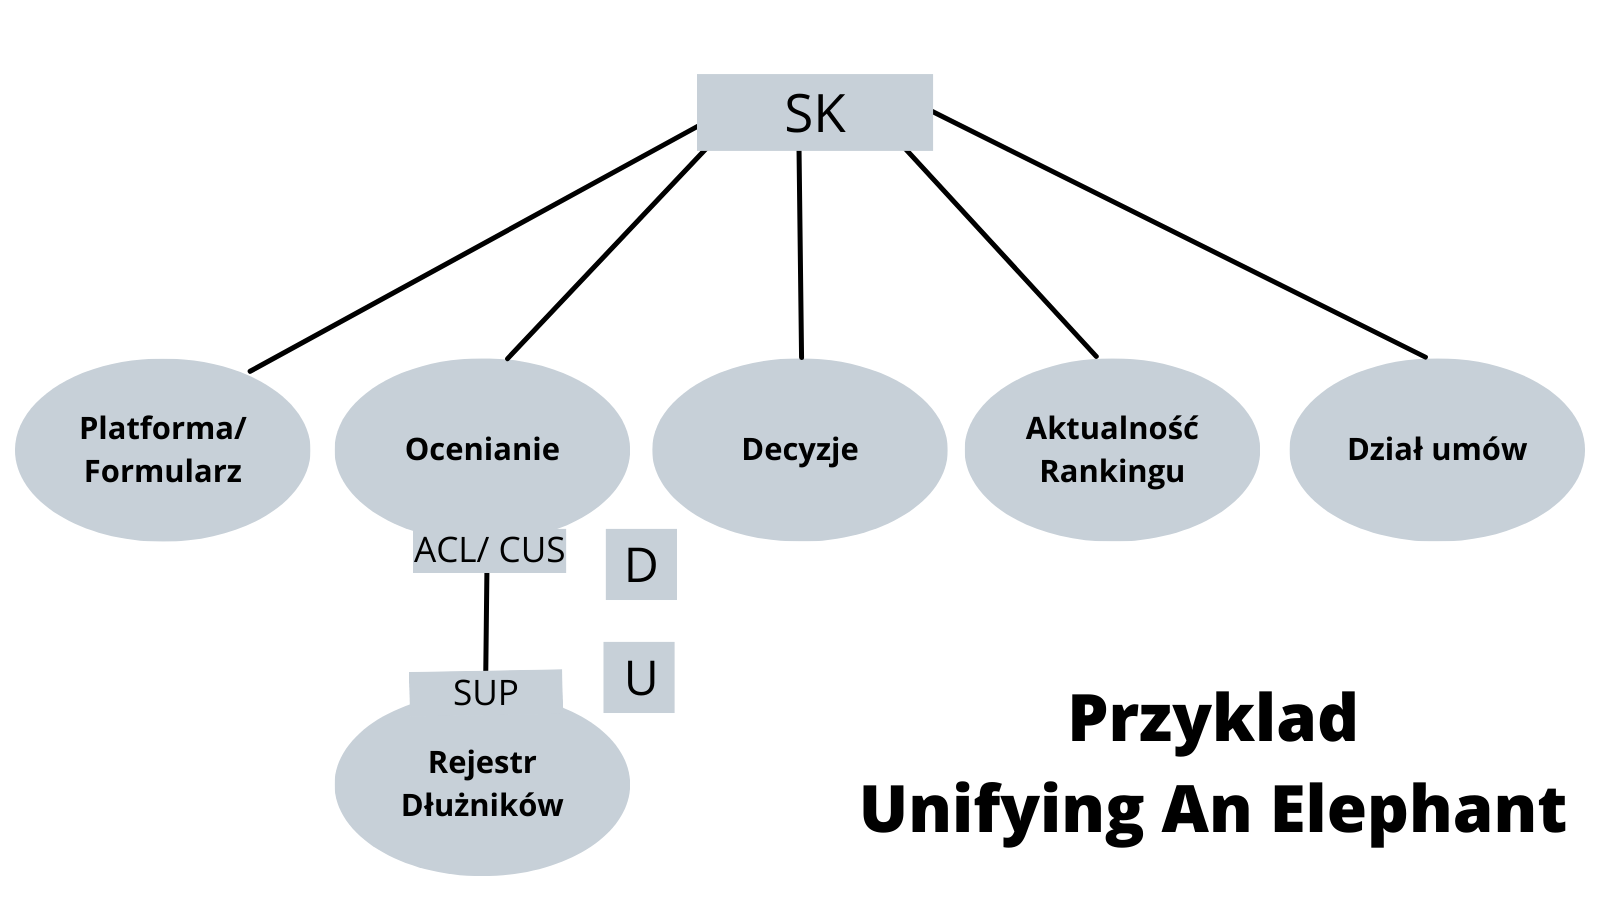 SK
Platforma/
Formularz
Ocenianie
Decyzje
Aktualność
Rankingu
Dział umów
ACL/ CUS
D
SUP
U
Rejestr
Dłużników
Przyklad
Unifying An Elephant